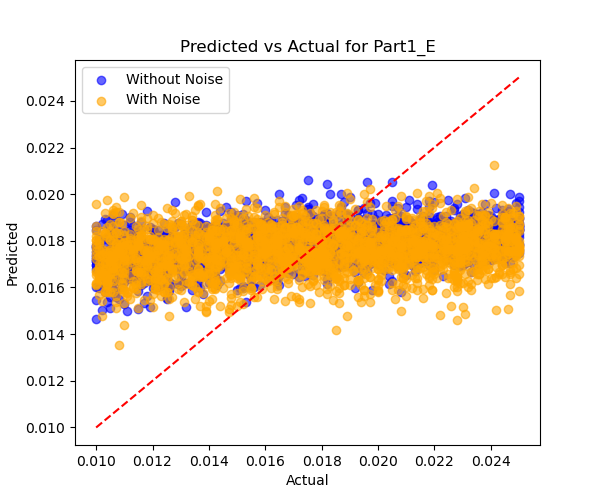 Predicted vs Actual for Part1_E
Without Noise
With Noise
0.024
0.022
0.020
0.018
0.016
0.014
0.012
0.010
Predicted
0.010 0.012 0.014 0.016 0.018 0.020 0.022 0.024
Actual